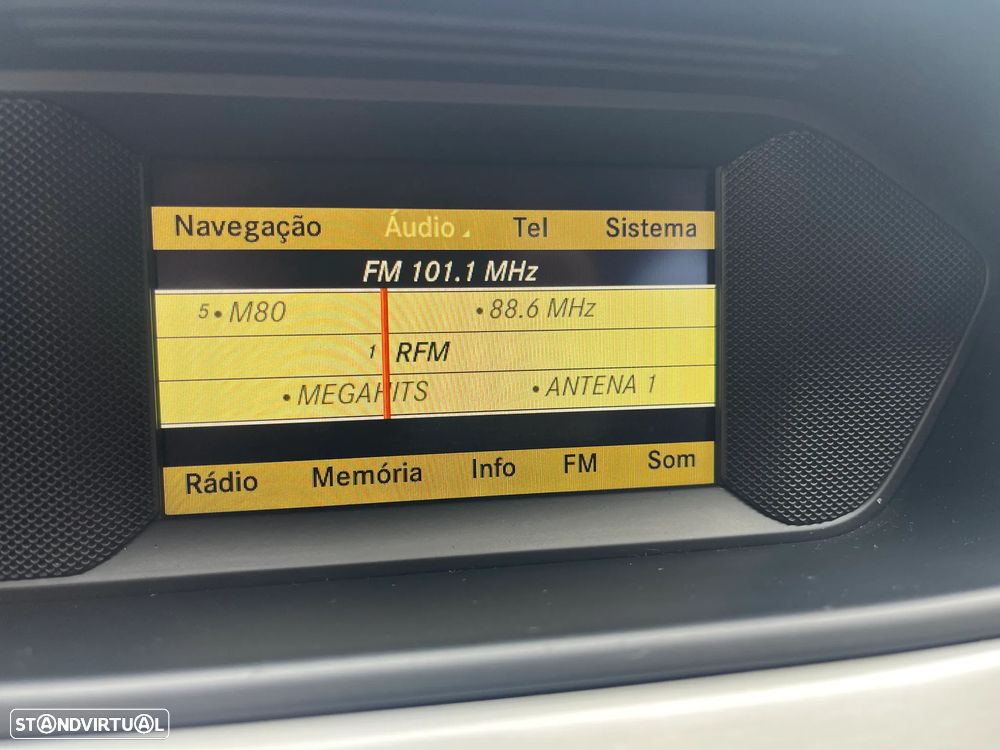 Navegação Áudio Tel Sistema
FM 101.1 MHz
5 • M80 • 88.6 MHz
1 RFM
• MEGAHITS • ANTENA 1
Rádio Memória Info FM Som
STANDVIRTUAL